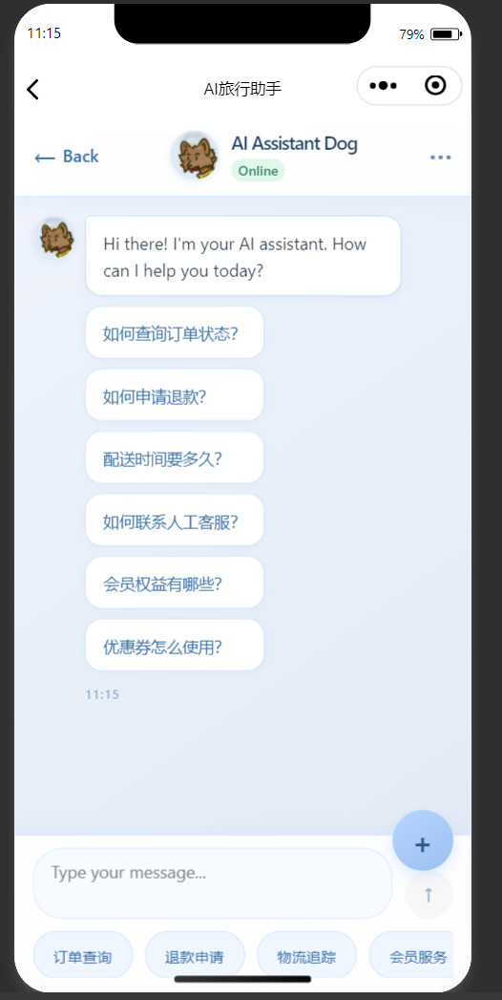 11:15
79%
AI旅行助手
← Back
AI Assistant Dog
Online
Hi there! I'm your AI assistant. How
can I help you today?
如何查询订单状态?
如何申请退款?
配送时间要多久?
如何联系人工客服?
会员权益有哪些?
优惠券怎么使用?
11:15
Type your message...
+
↑
订单查询
退款申请
物流追踪
会员服务